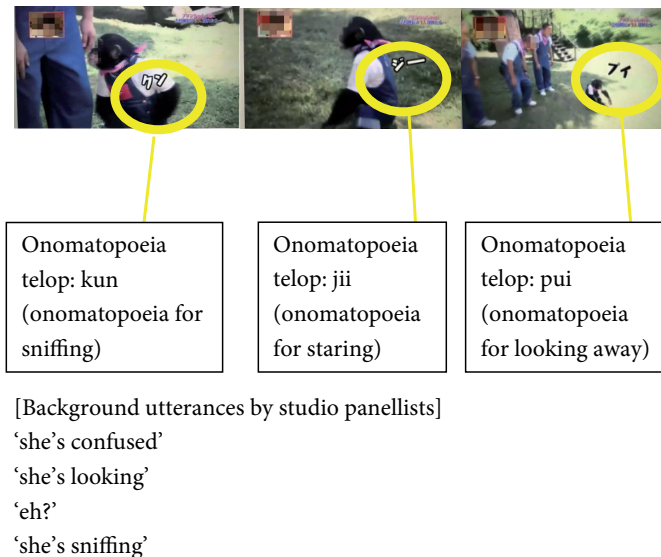 クン
ジー
プイ
Onomatopoeia
telop: kun
(onomatopoeia for
sniffing)
Onomatopoeia
telop: jii
(onomatopoeia
for staring)
Onomatopoeia
telop: pui
(onomatopoeia
for looking away)
[Background utterances by studio panellists]
‘she’s confused’
‘she’s looking’
‘eh?’
‘she’s sniffing’